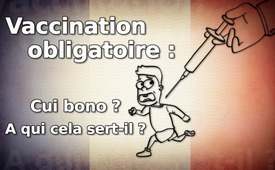 Vaccination
obligatoire :
Cui bono ?
A qui cela sert-il ?